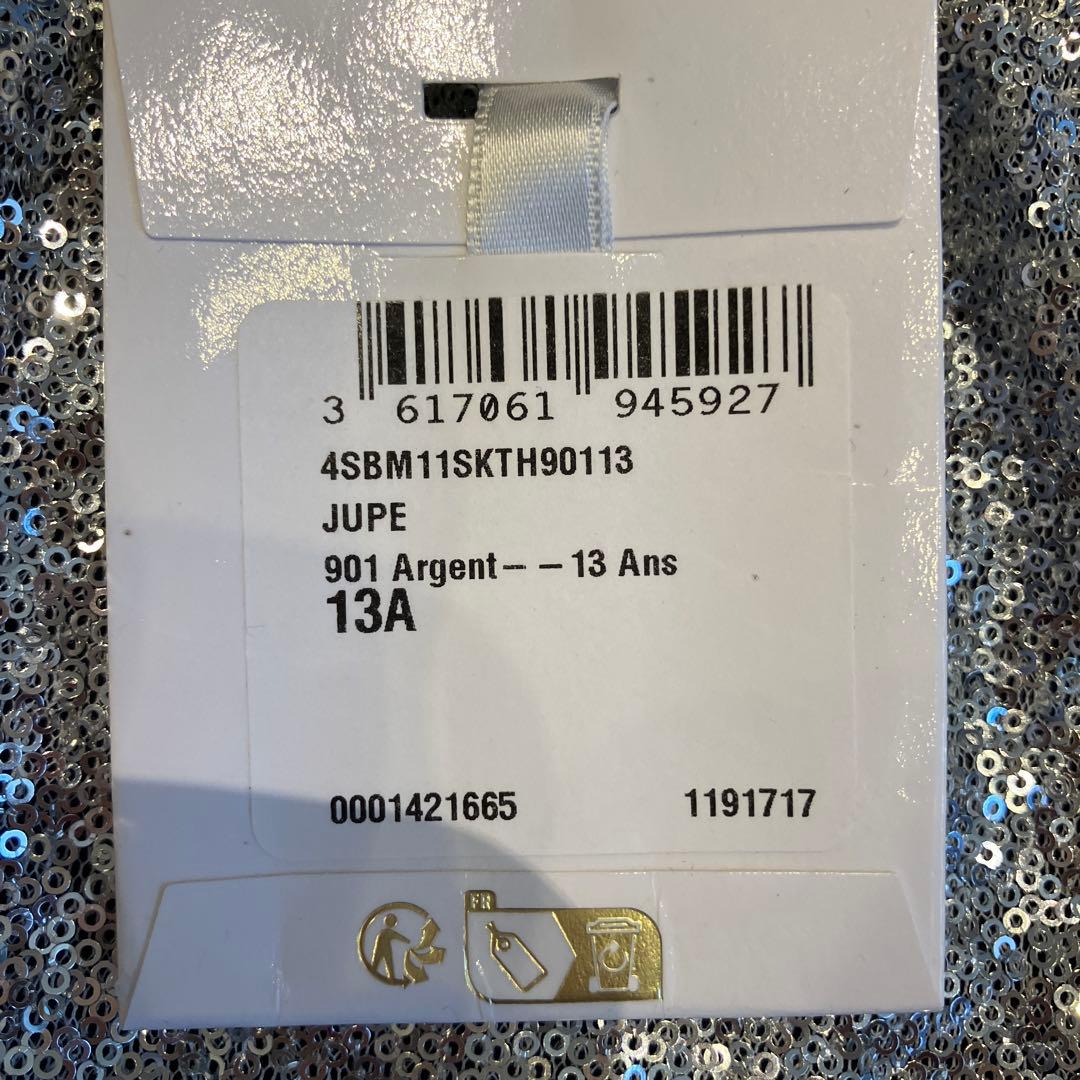 3 617061 945927
4SBM11SKTH90113
JUPE
901 Argent– –13 Ans
13A
0001421665 1191717
FR